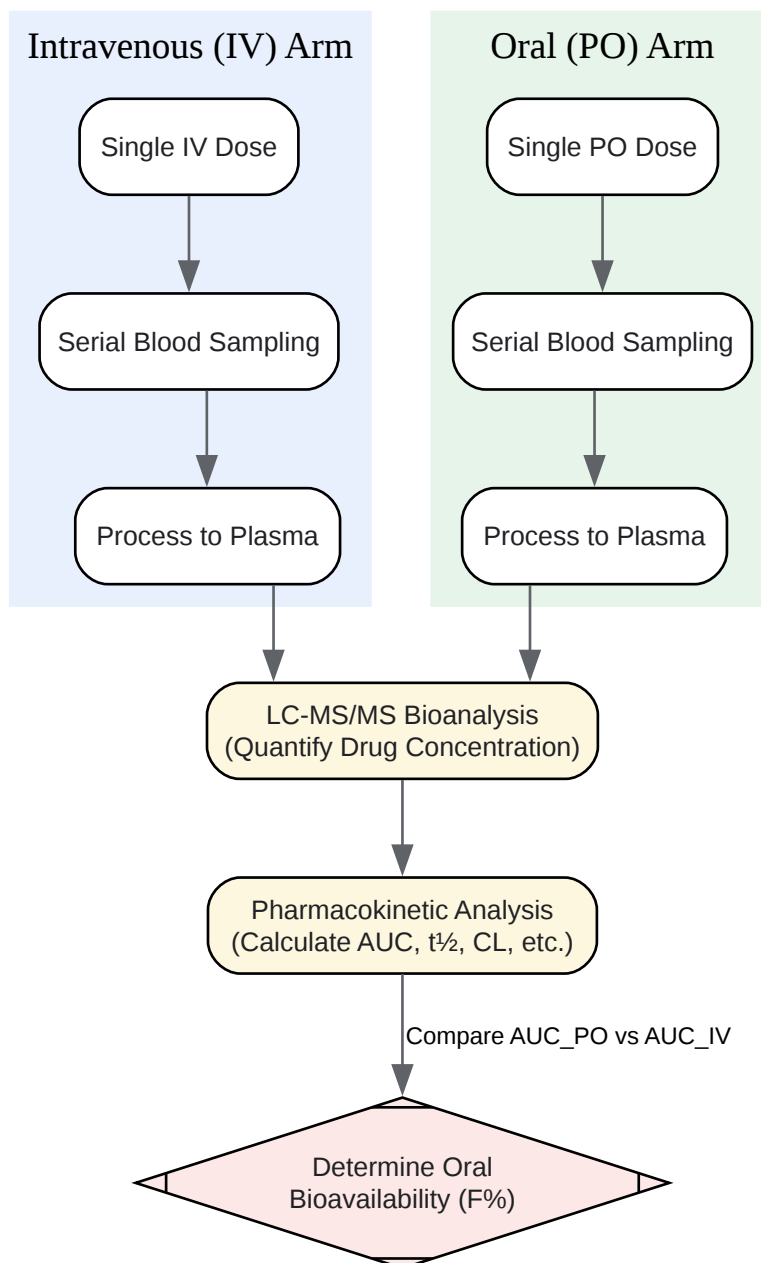 Intravenous (IV) Arm
Single IV Dose
Serial Blood Sampling
Process to Plasma
Oral (PO) Arm
Single PO Dose
Serial Blood Sampling
Process to Plasma
LC-MS/MS Bioanalysis
(Quantify Drug Concentration)
Pharmacokinetic Analysis
(Calculate AUC, t½, CL, etc.)
Compare AUC_PO vs AUC_IV
Determine Oral
Bioavailability (F%)